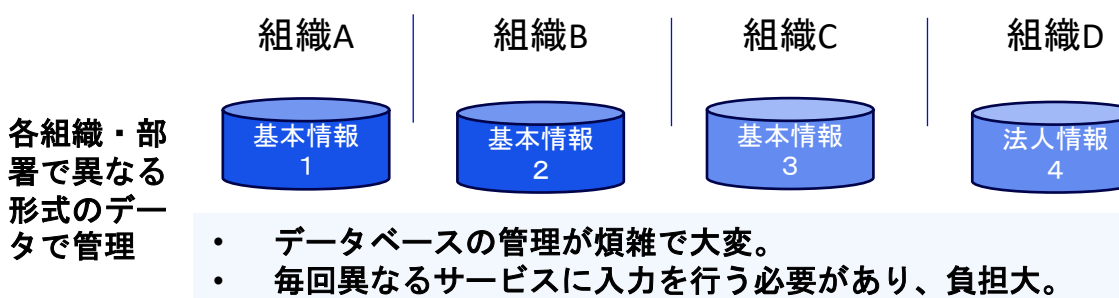 組織A
組織B
組織C
組織D
各組織・部
署で異なる
形式のデー
タで管理
基本情報
1
基本情報
2
基本情報
3
法人情報
4
• データベースの管理が煩雑で大変。
• 毎回異なるサービスに入力を行う必要があり、負担大。